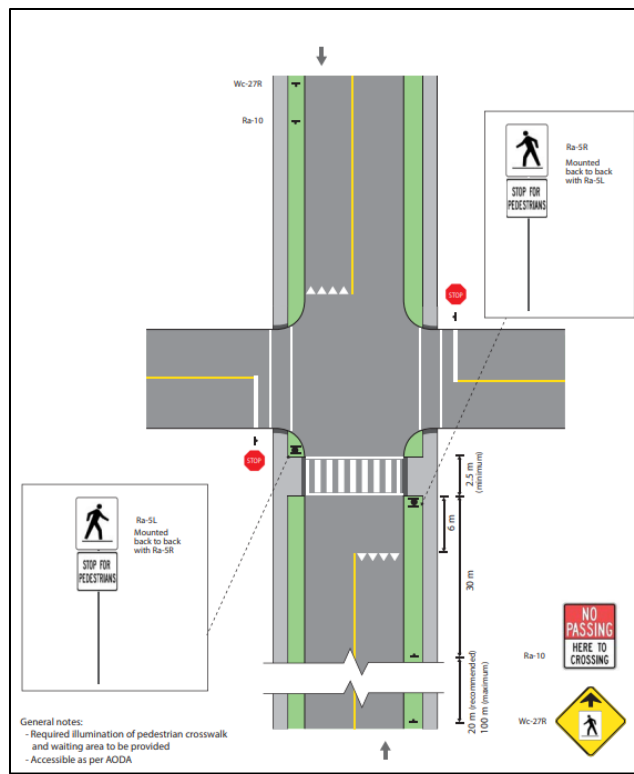 Wc-27R
Ra-10
Ra-5R
Mounted
back to back
with Ra-5L
STOP FOR
PEDESTRIANS
STOP
STOP
2.5 m
(minimum)
6 m
30 m
Ra-5L
Mounted
back to back
with Ra-5R
STOP FOR
PEDESTRIANS
NO
PASSING
HERE TO
CROSSING
Ra-10
20 m (recommended)
100 m (maximum)
Wc-27R
General notes:
- Required illumination of pedestrian crosswalk
and waiting area to be provided
- Accessible as per AODA